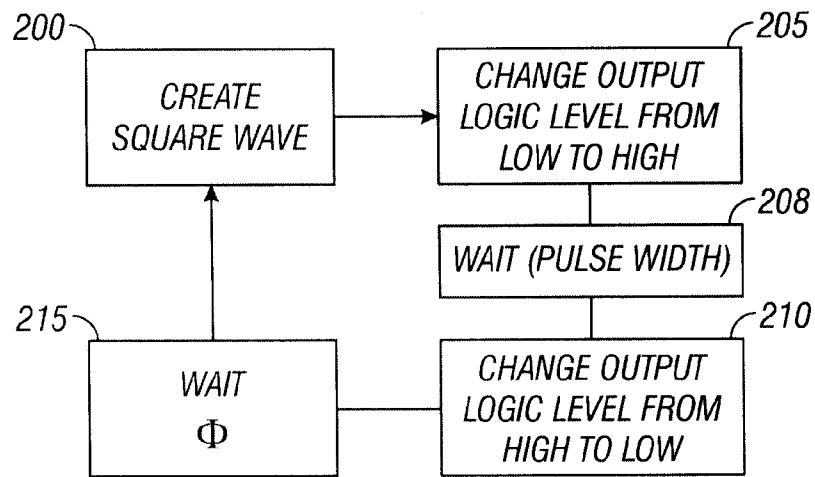 200
CREATE
SQUARE WAVE
205
CHANGE OUTPUT
LOGIC LEVEL FROM
LOW TO HIGH
208
WAIT (PULSE WIDTH)
210
CHANGE OUTPUT
LOGIC LEVEL FROM
HIGH TO LOW
215
WAIT
Φ